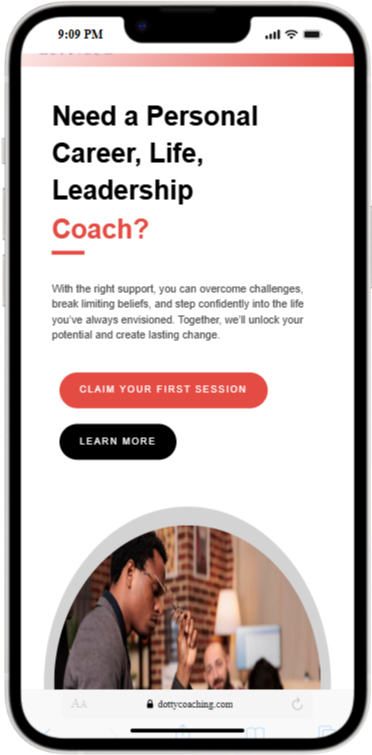 9:09 PM
Need a Personal
Career, Life,
Leadership
Coach?
With the right support, you can overcome challenges,
break limiting beliefs, and step confidently into the life
you've always envisioned. Together, we'll unlock your
potential and create lasting change.
CLAIM YOUR FIRST SESSION
LEARN MORE
AA
dottycoaching.com